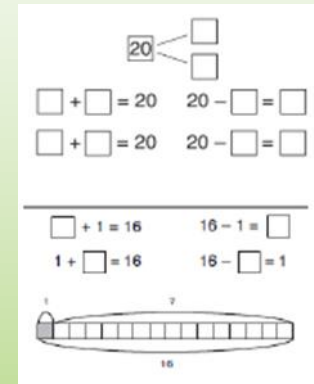 20
□ + □ = 20 20 – □ = □
□ + □ = 20 20 – □ = □
□ + 1 = 16 16 – 1 = □
1 + □ = 16 16 – □ = 1
1 ?
16